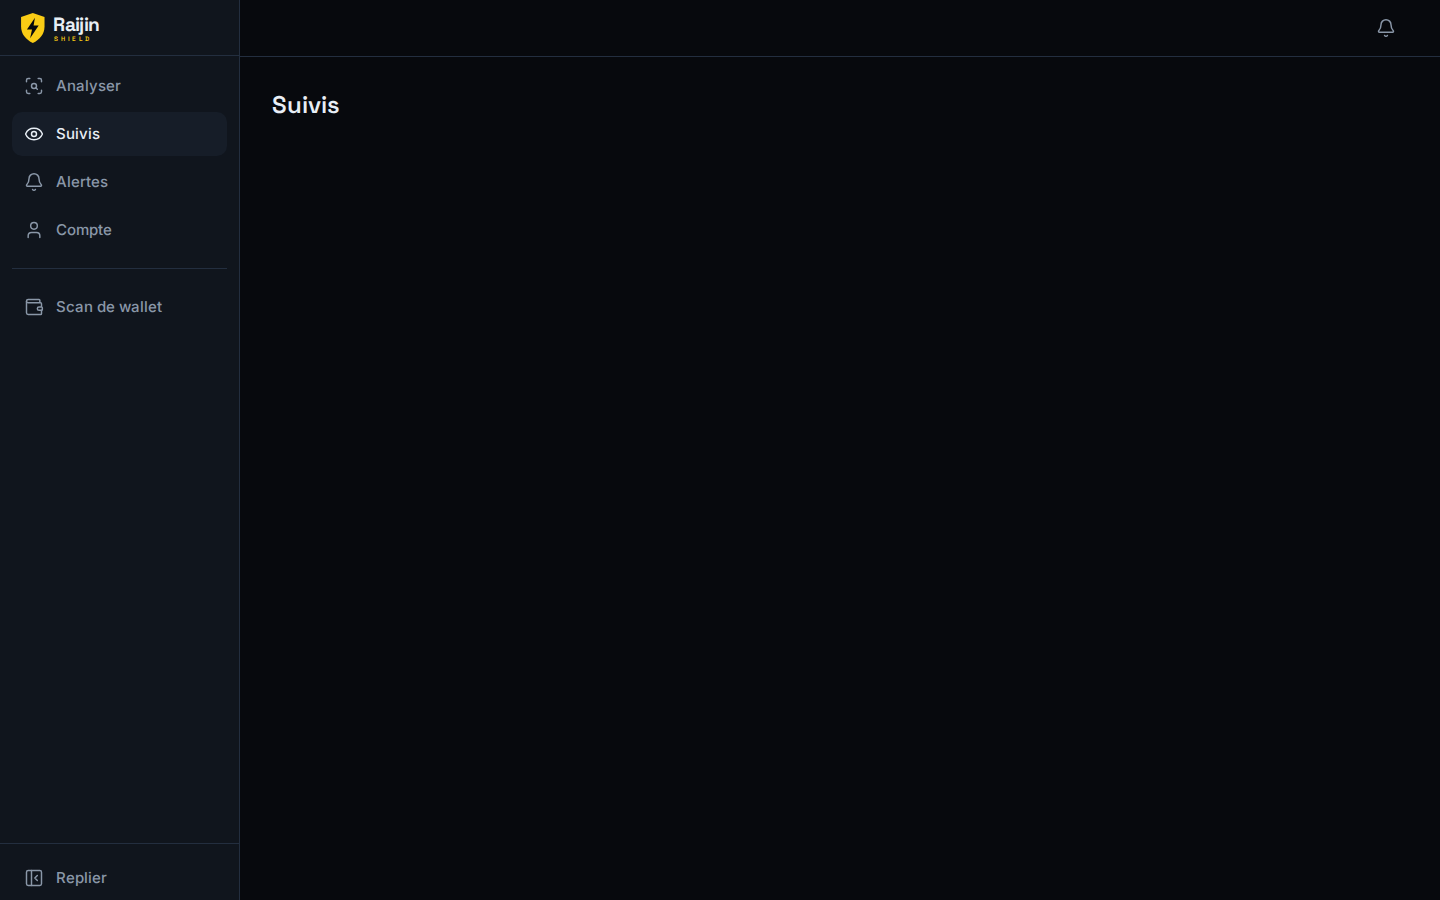 Raijin
SHIELD
Analyser
Suivis
Alertes
Compte
Scan de wallet
Replier
Suivis